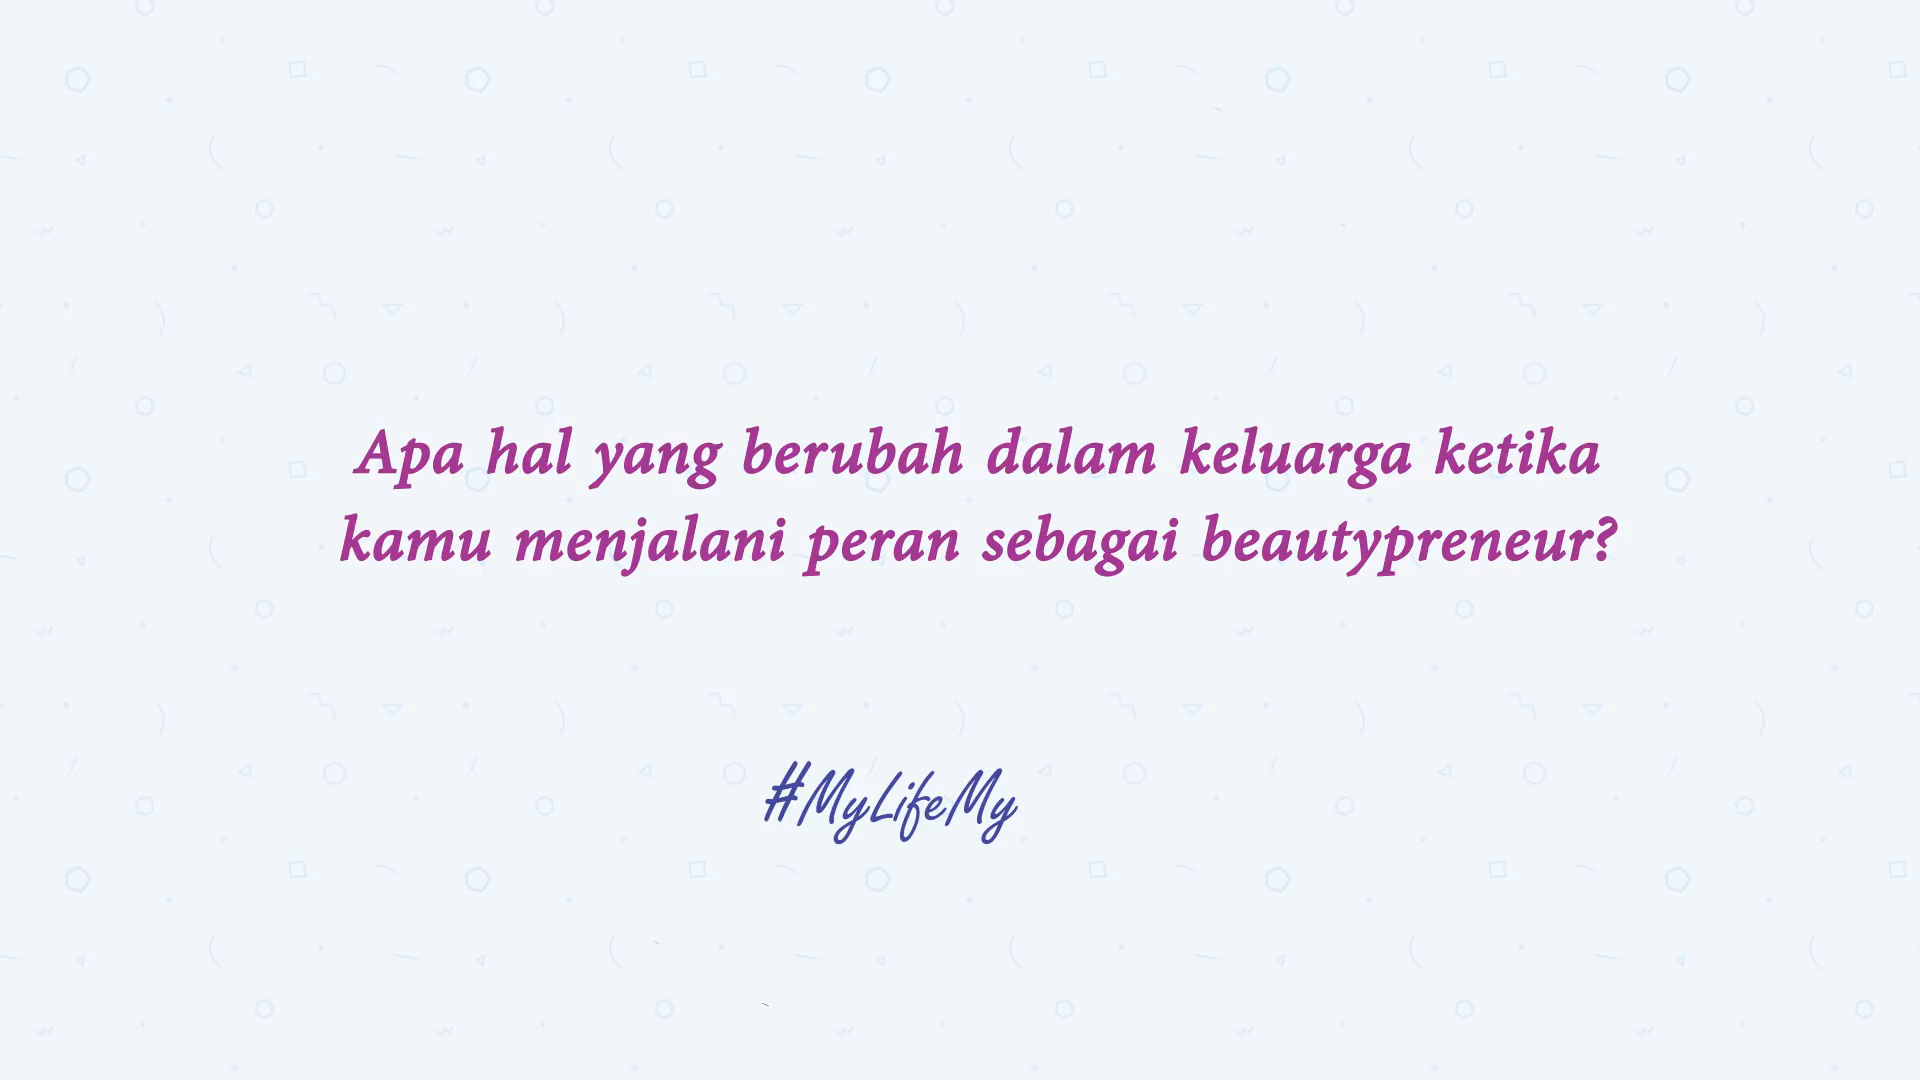 Apa hal yang berubah dalam keluarga ketika
kamu menjalani peran sebagai beautypreneur?
#MyLifeMy